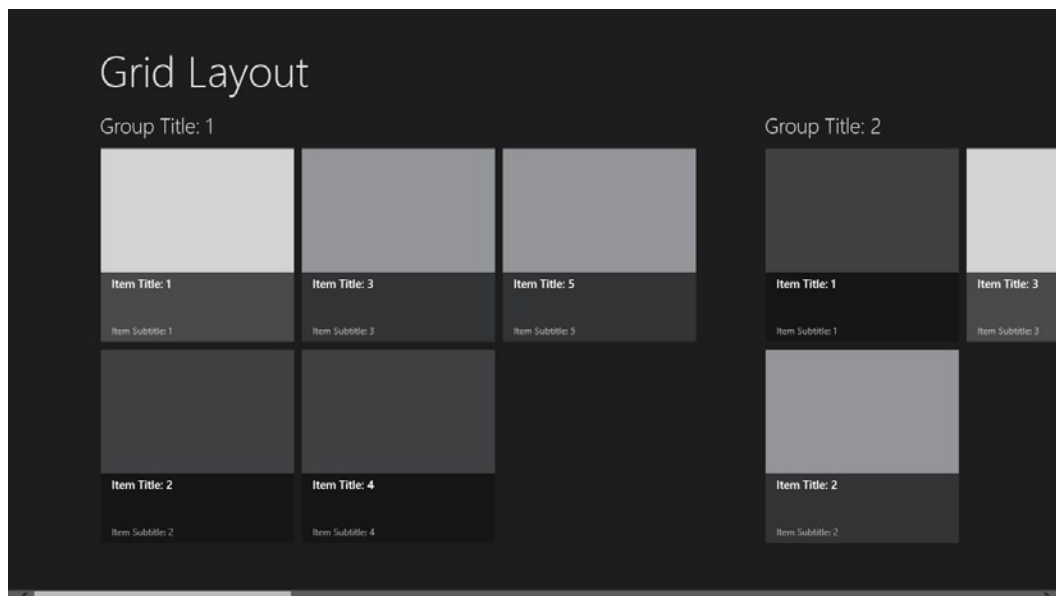 Grid Layout
Group Title: 1
Item Title: 1
Item Subtitle: 1
Item Title: 3
Item Subtitle: 3
Item Title: 5
Item Subtitle: 5
Item Title: 2
Item Subtitle: 2
Item Title: 4
Item Subtitle: 4
Group Title: 2
Item Title: 1
Item Subtitle: 1
Item Title: 3
Item Subtitle: 3
Item Title: 2
Item Subtitle: 2